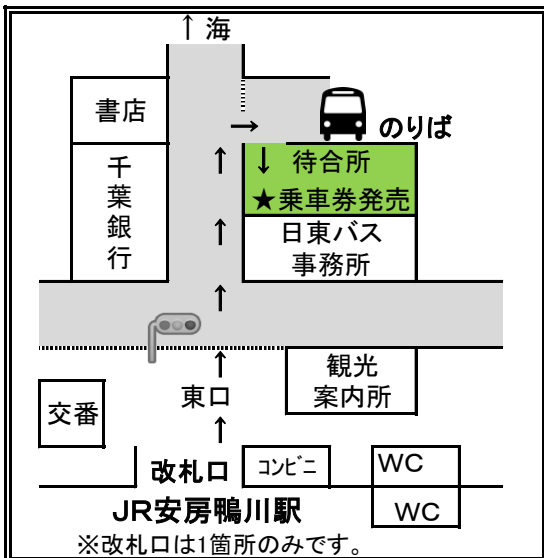 ↑海
書店
のりば
→
千葉銀行
↑ ↓ 待合所
★乗車券発売
↑
日東バス
事務所
↑
↑
観光
案内所
東口
交番
↑
改札口
コンビニ
WC
JR安房鴨川駅
WC
※改札口は1箇所のみです。